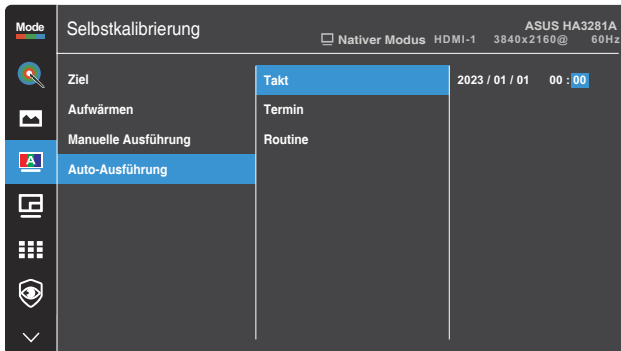 Mode
Selbstkalibrierung
ASUS HA3281A
Nativer Modus HDMI-1 3840x2160@ 60Hz
Ziel
Aufwärmen
Manuelle Ausführung
A
Auto-Ausführung
Takt
Termin
Routine
2023 / 01 / 01 00 : 00